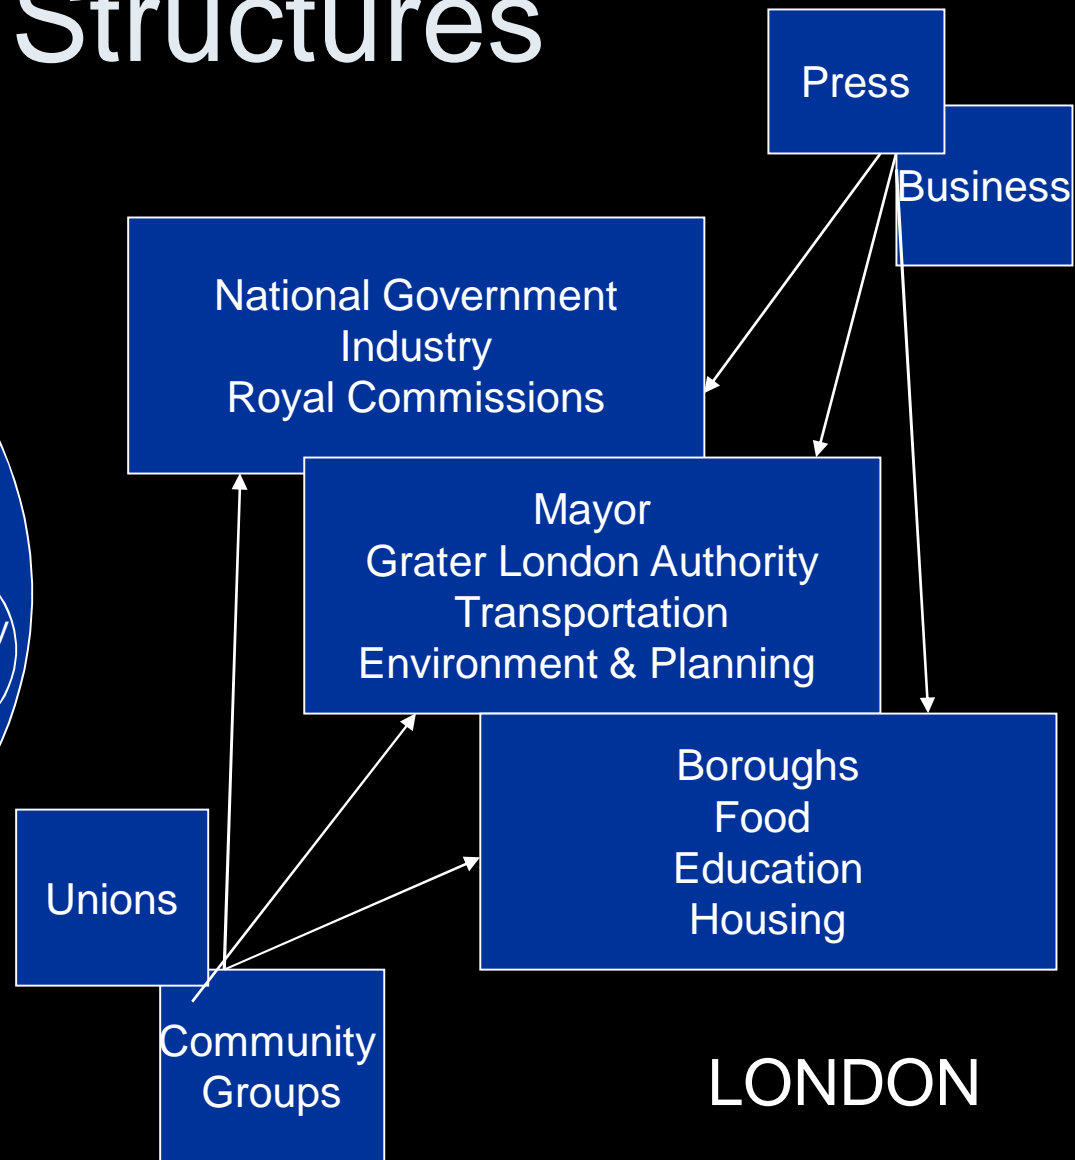 Structures
Press
Business
National Government
Industry
Royal Commissions
Mayor
Grater London Authority
Transportation
Environment & Planning
Boroughs
Food
Education
Housing
Unions
Community
Groups
LONDON